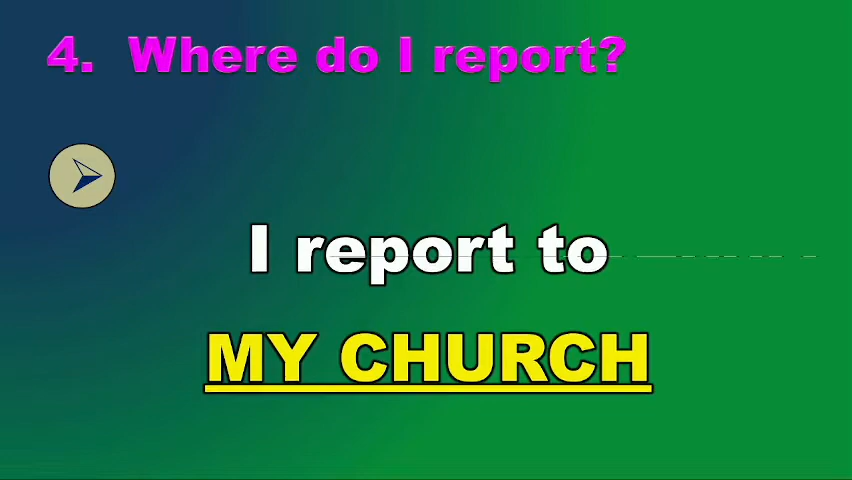 4. Where do I report?
I report to
MY CHURCH